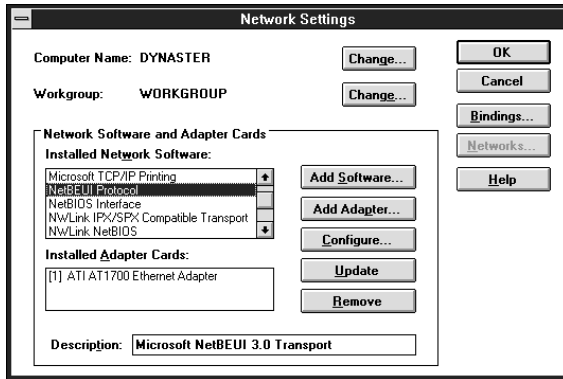 Network Settings
Computer Name: DYNASTER
Change...
Workgroup: WORKGROUP
Change...
OK
Cancel
Bindings...
Networks...
Help
Network Software and Adapter Cards
Installed Network Software:
Microsoft TCP/IP Printing
NetBEUI Protocol
NetBIOS Interface
NWLink IPX/SPX Compatible Transport
NWLink NetBIOS
Installed Adapter Cards:
[1] ATI AT1700 Ethernet Adapter
Add Software...
Add Adapter...
Configure...
Update
Remove
Description: Microsoft NetBEUI 3.0 Transport